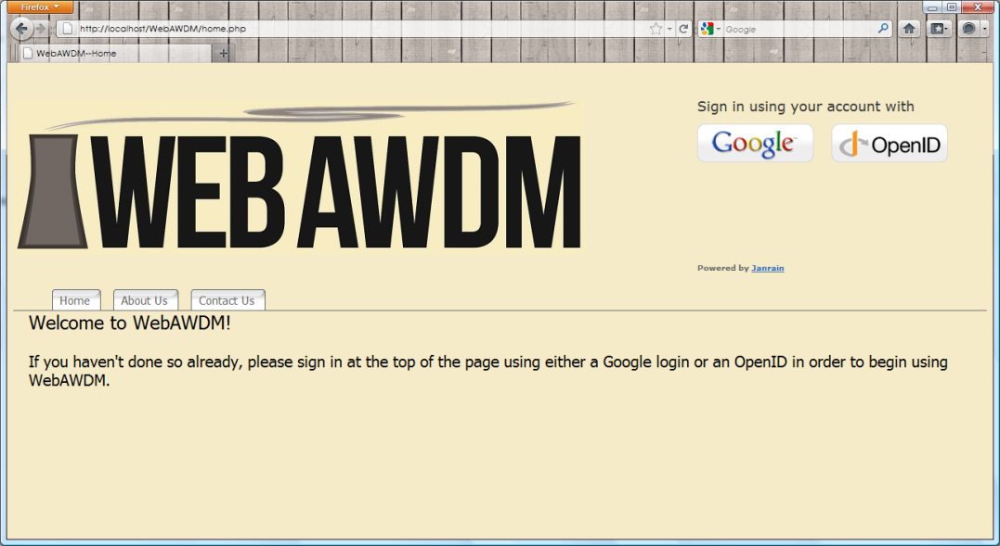 Firefox
http://localhost/WebAWDM/home.php
Google
WebAWDM--Home
Sign in using your account with
Google
OpenID
WEB AWDM
Powered by Janrain
Home
About Us
Contact Us
Welcome to WebAWDM!
If you haven't done so already, please sign in at the top of the page using either a Google login or an OpenID in order to begin using
WebAWDM.